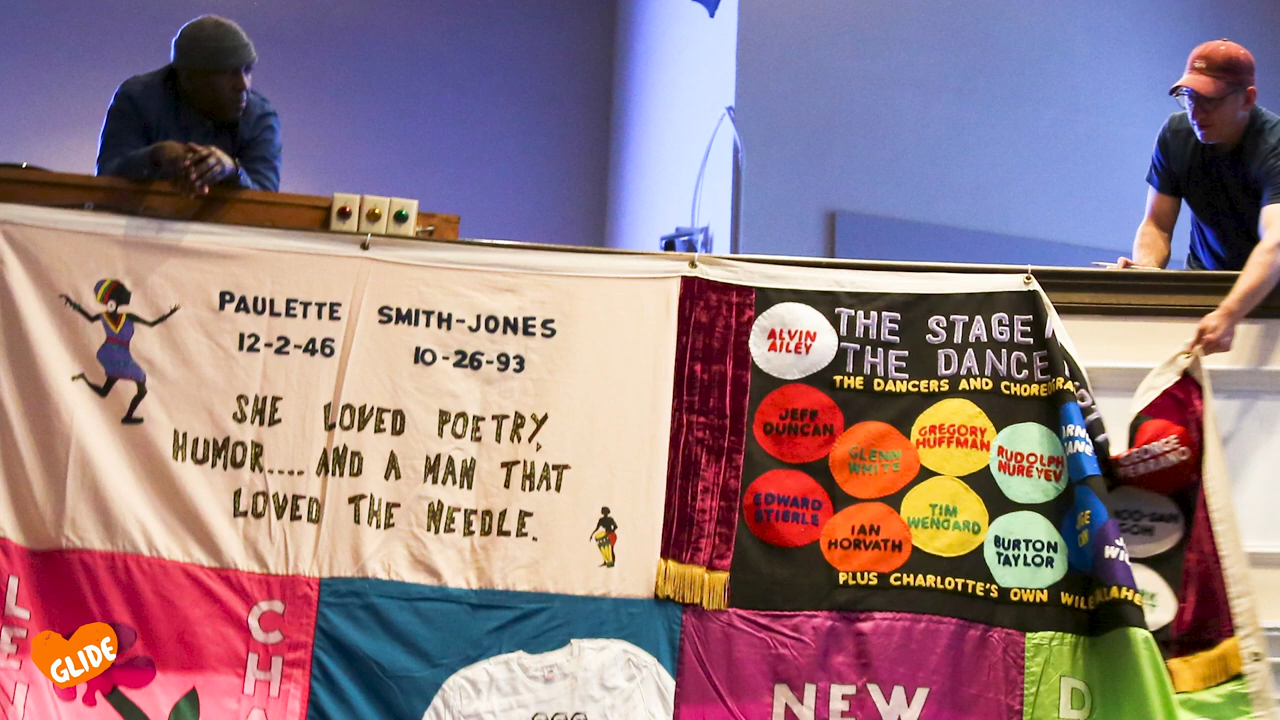 PAULETTE SMITH-JONES
12-2-46 10-26-93
SHE LOVED POETRY,
HUMOR.... AND A MAN THAT
LOVED THE NEEDLE.
THE STAGE
THE DANCE
THE DANCERS AND
ALVIN
AILEY
JEFF
DUNCAN
GLENN
WHITE
GREGORY
HUFFMAN
RUDOLPH
NUREYEV
EDWARD
STIERLE
IAN
HORVATH
TIM
WENGARD
BURTON
TAYLOR
PLUS CHARLOTTE'S OWN
CHA
NEW
D
GLIDE